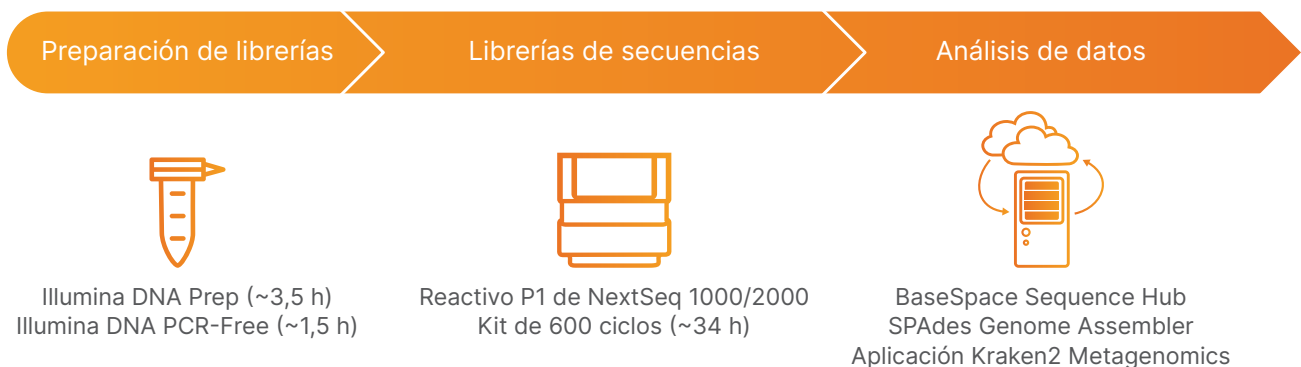 Preparación de librerías
Librerías de secuencias
Análisis de datos
Illumina DNA Prep (~3,5 h)
Illumina DNA PCR-Free (~1,5 h)
Reactivo P1 de NextSeq 1000/2000
Kit de 600 ciclos (~34 h)
BaseSpace Sequence Hub
SPAdes Genome Assembler
Aplicación Kraken2 Metagenomics